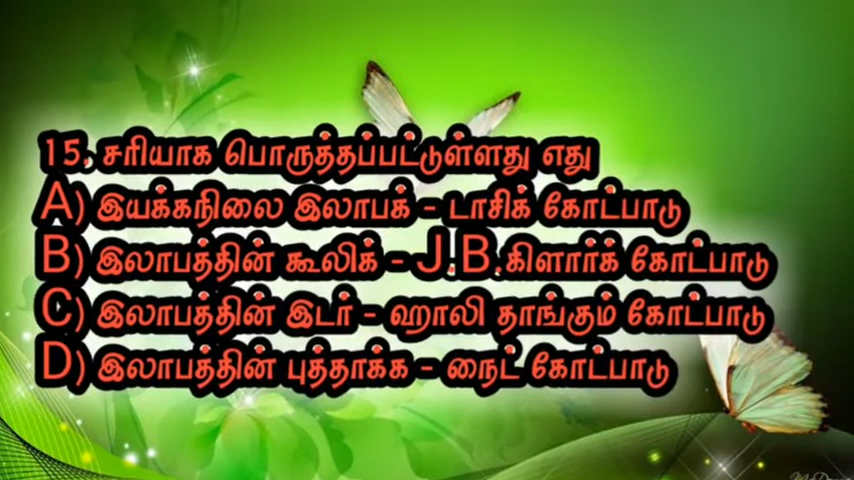 15. சரியாக பொருத்தப்பட்டுள்ளது எது
A) இயக்கநிலை இலாபக் - டாசிக் கோட்பாடு
B) இலாபத்தின் கூலிக் - J.B.கிளார்க் கோட்பாடு
C) இலாபத்தின் இடர் - ஹாலி தாங்கும் கோட்பாடு
D) இலாபத்தின் புத்தாக்க - நைட் கோட்பாடு